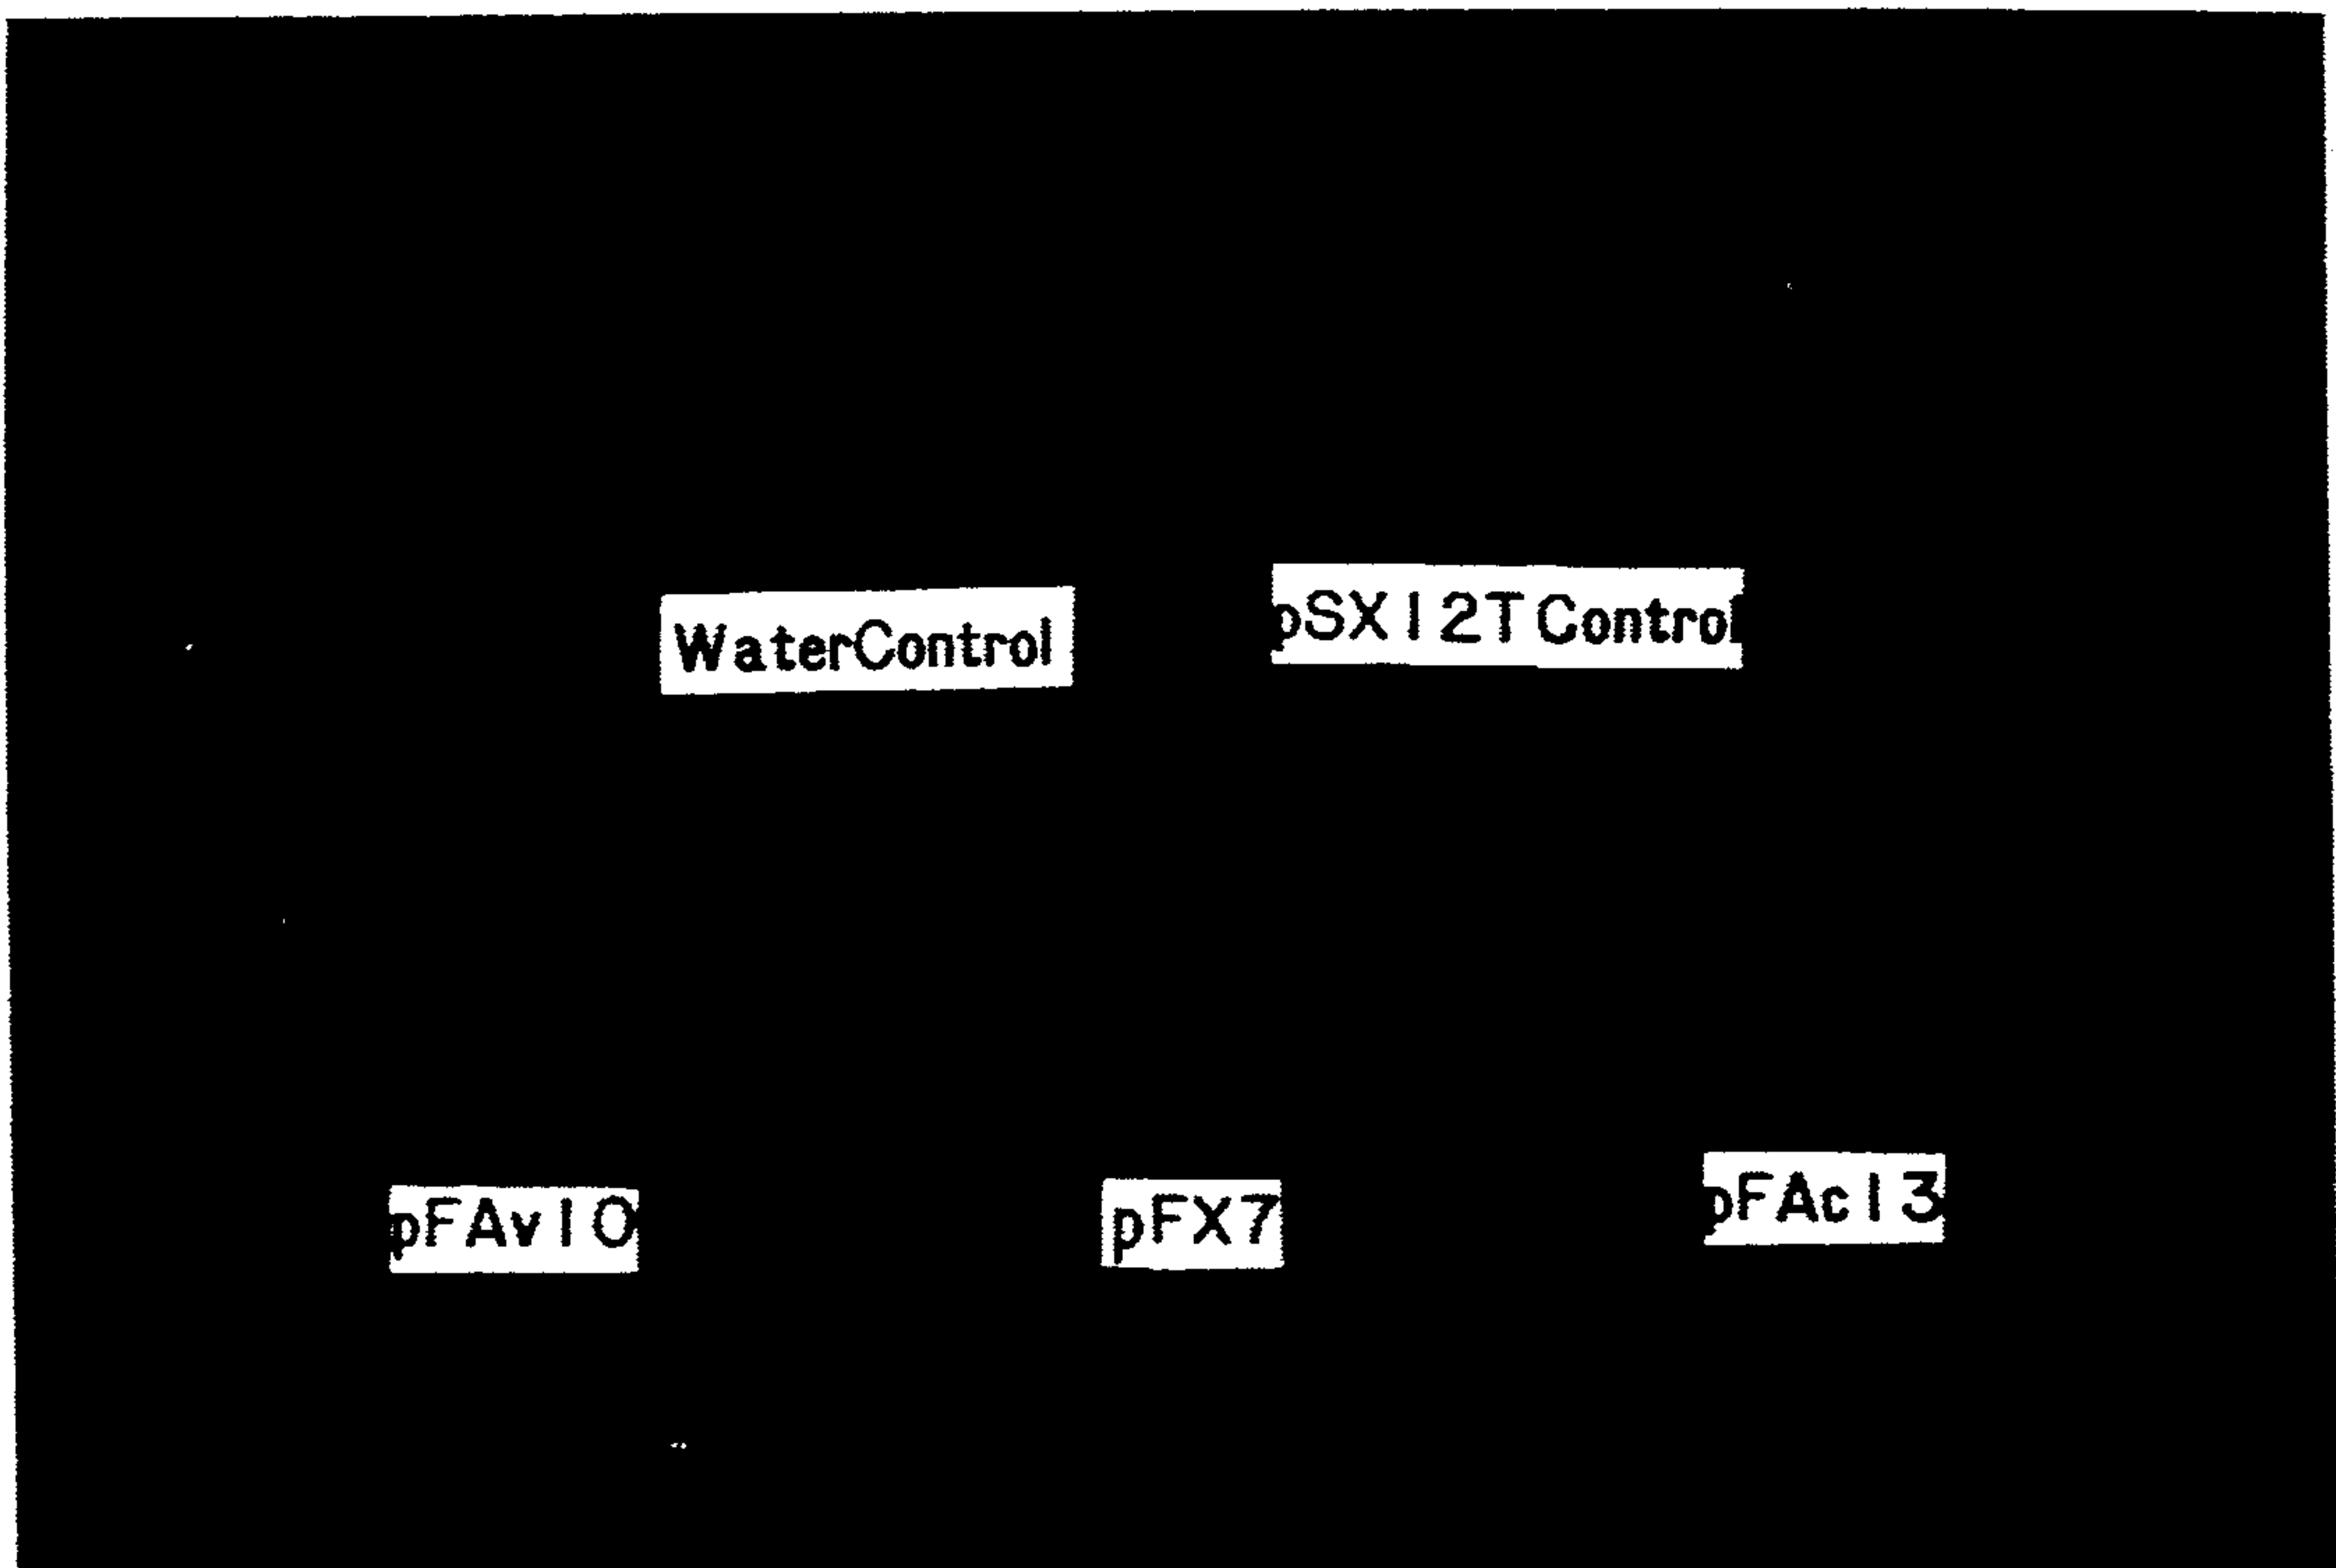 WaterControl
pSX12TControl
pFAv10
pFX7
pFAc13